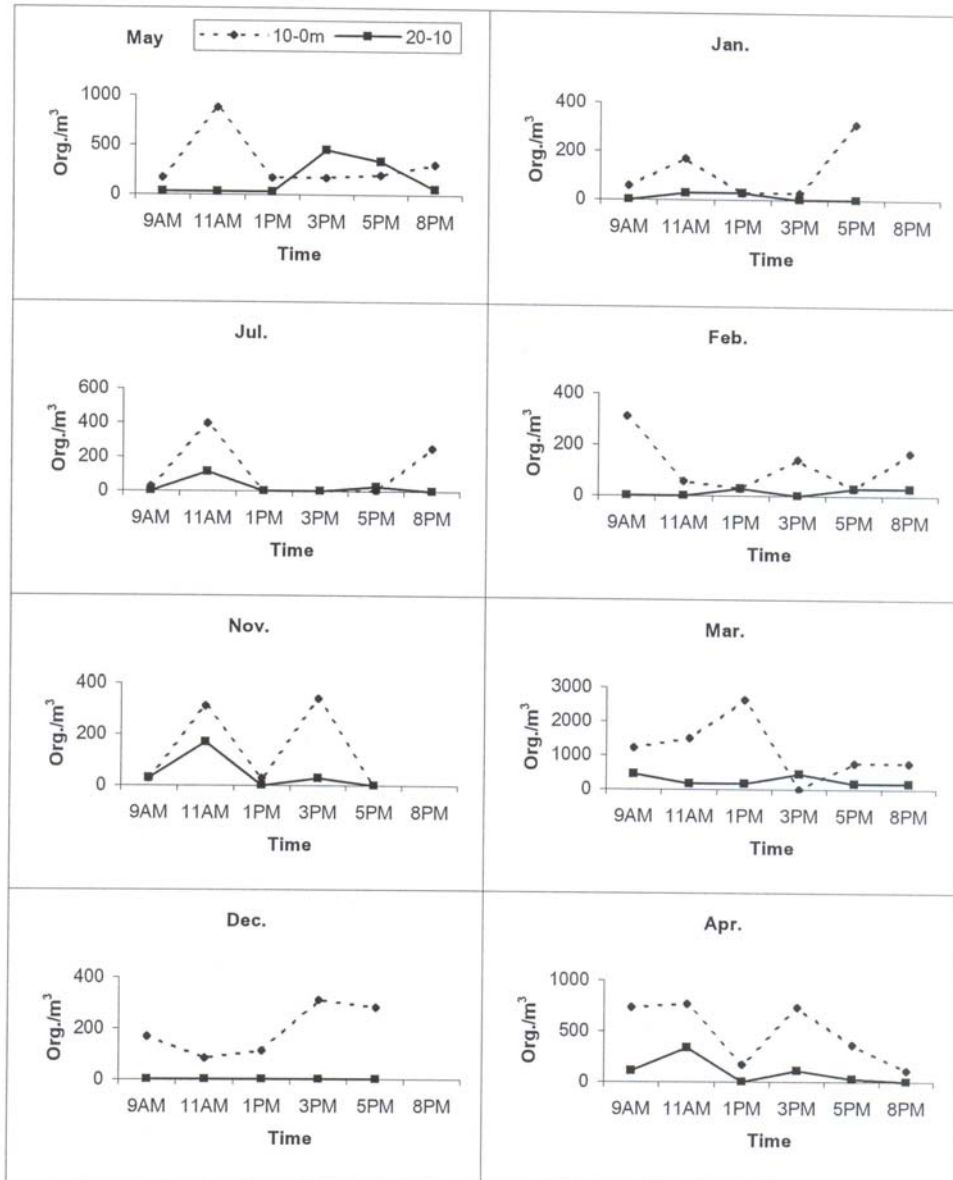 May
10-0m 20-10
1000
500
0
Org./m³
9AM 11AM 1PM 3PM 5PM 8PM
Time
Jan.
400
200
0
Org./m³
9AM 11AM 1PM 3PM 5PM 8PM
Time
Jul.
600
400
200
0
Org./m³
9AM 11AM 1PM 3PM 5PM 8PM
Time
Feb.
400
200
0
Org./m³
9AM 11AM 1PM 3PM 5PM 8PM
Time
Nov.
400
200
0
Org./m³
9AM 11AM 1PM 3PM 5PM 8PM
Time
Mar.
3000
2000
1000
0
Org./m³
9AM 11AM 1PM 3PM 5PM 8PM
Time
Dec.
400
200
0
Org./m³
9AM 11AM 1PM 3PM 5PM 8PM
Time
Apr.
1000
500
0
Org./m³
9AM 11AM 1PM 3PM 5PM 8PM
Time